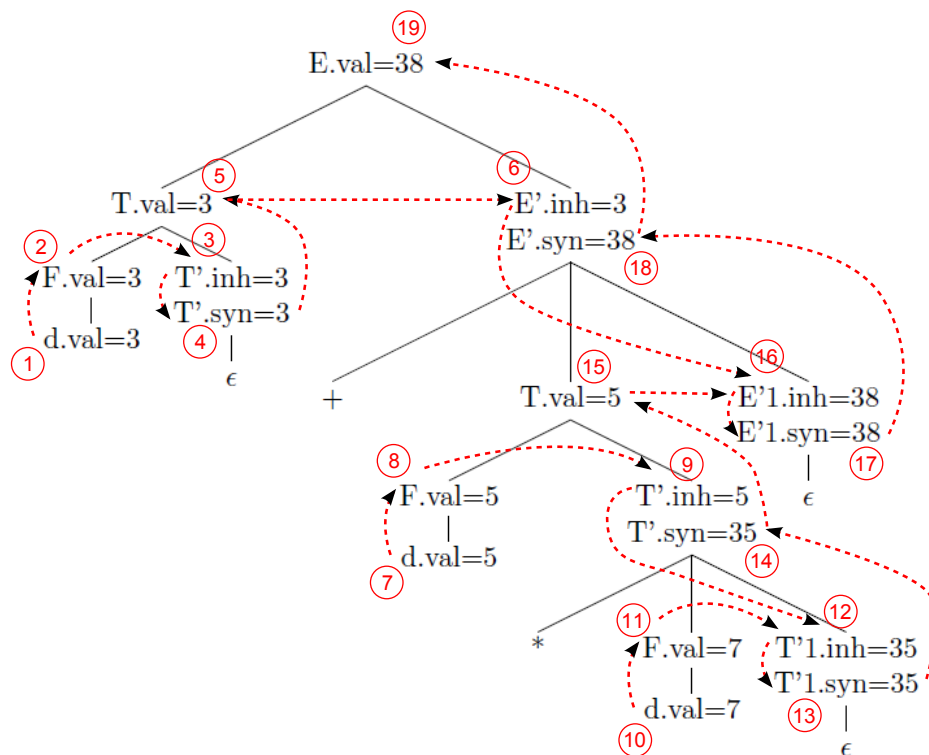 19
E.val=38
5
6
T.val=3
E'.inh=3
E'.syn=38
2
3
18
F.val=3
T'.inh=3
T'.syn=3
1
d.val=3
4
ϵ
15
16
+
T.val=5
E'1.inh=38
E'1.syn=38
8
9
17
F.val=5
T'.inh=5
ϵ
T'.syn=35
7
d.val=5
14
11
12
*
F.val=7
T'1.inh=35
T'1.syn=35
10
d.val=7
13
ϵ